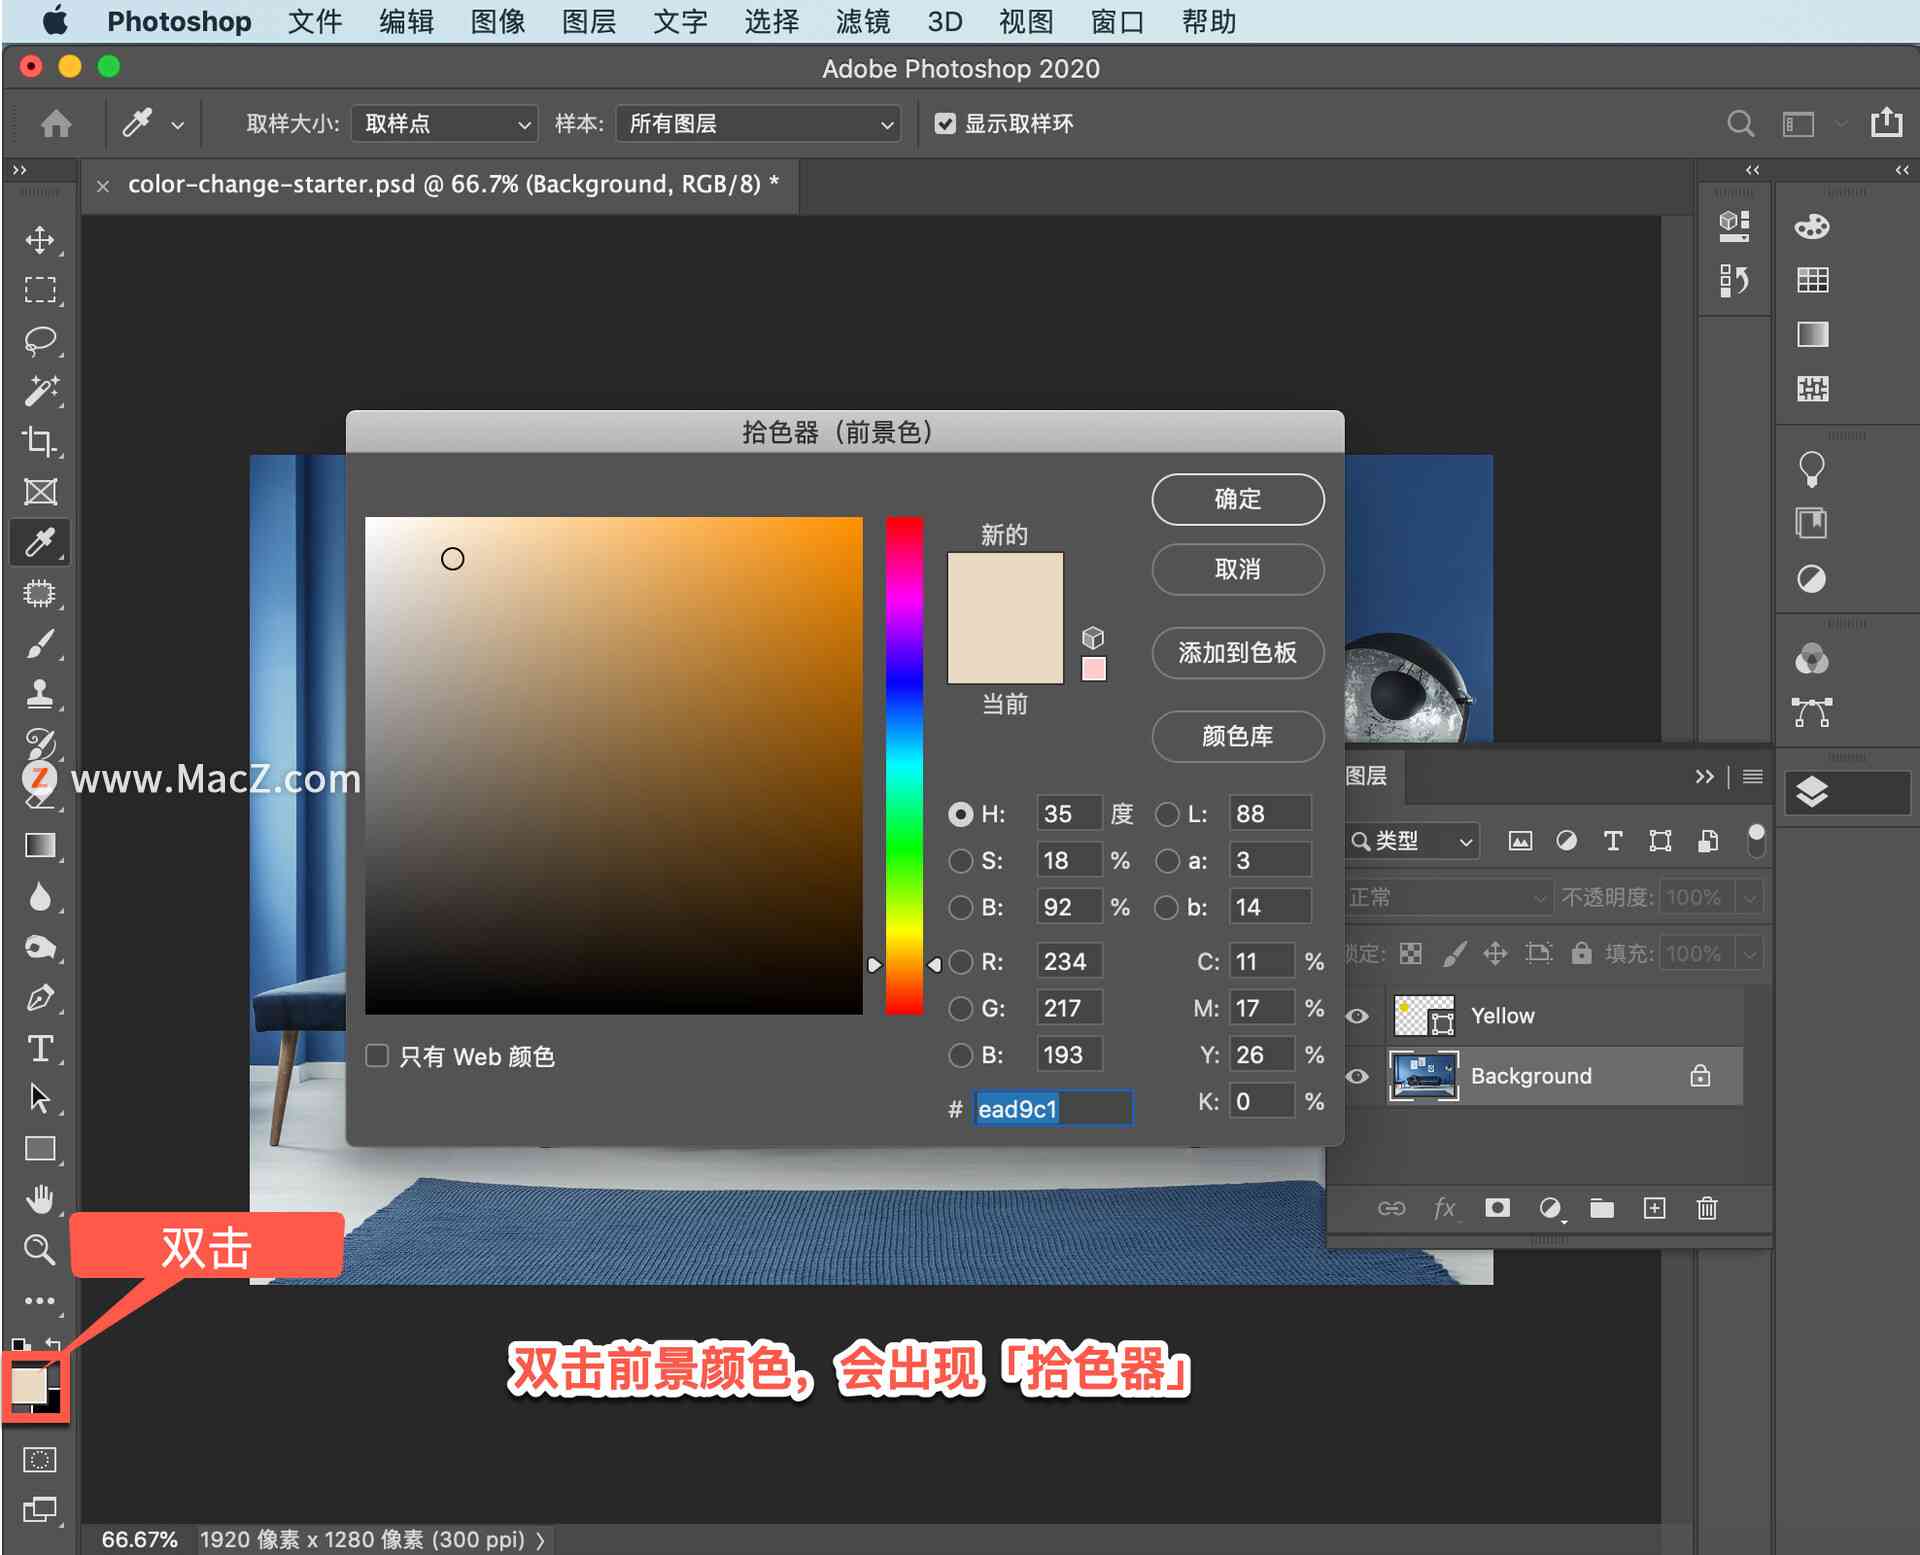 Photoshop 文件 编辑 图像 图层 文字 选择 滤镜 3D 视图 窗口 帮助
Adobe Photoshop 2020
取样大小: 取样点 样本: 所有图层 显示取样环
color-change-starter.psd @ 66.7% (Background, RGB/8) *
拾色器（前景色）
确定
新的
取消
添加到色板
当前
颜色库
www.MacZ.com
H: 35 度 L: 88
S: 18 % a: 3
B: 92 % b: 14
R: 234 C: 11 %
G: 217 M: 17 %
B: 193 Y: 26 %
# ead9c1 K: 0 %
只有 Web 颜色
图层
类型
正常 不透明度: 100%
锁定: 填充: 100%
Yellow
Background
fx
双击
双击前景颜色，会出现「拾色器」
66.67% 1920 像素 x 1280 像素 (300 ppi)